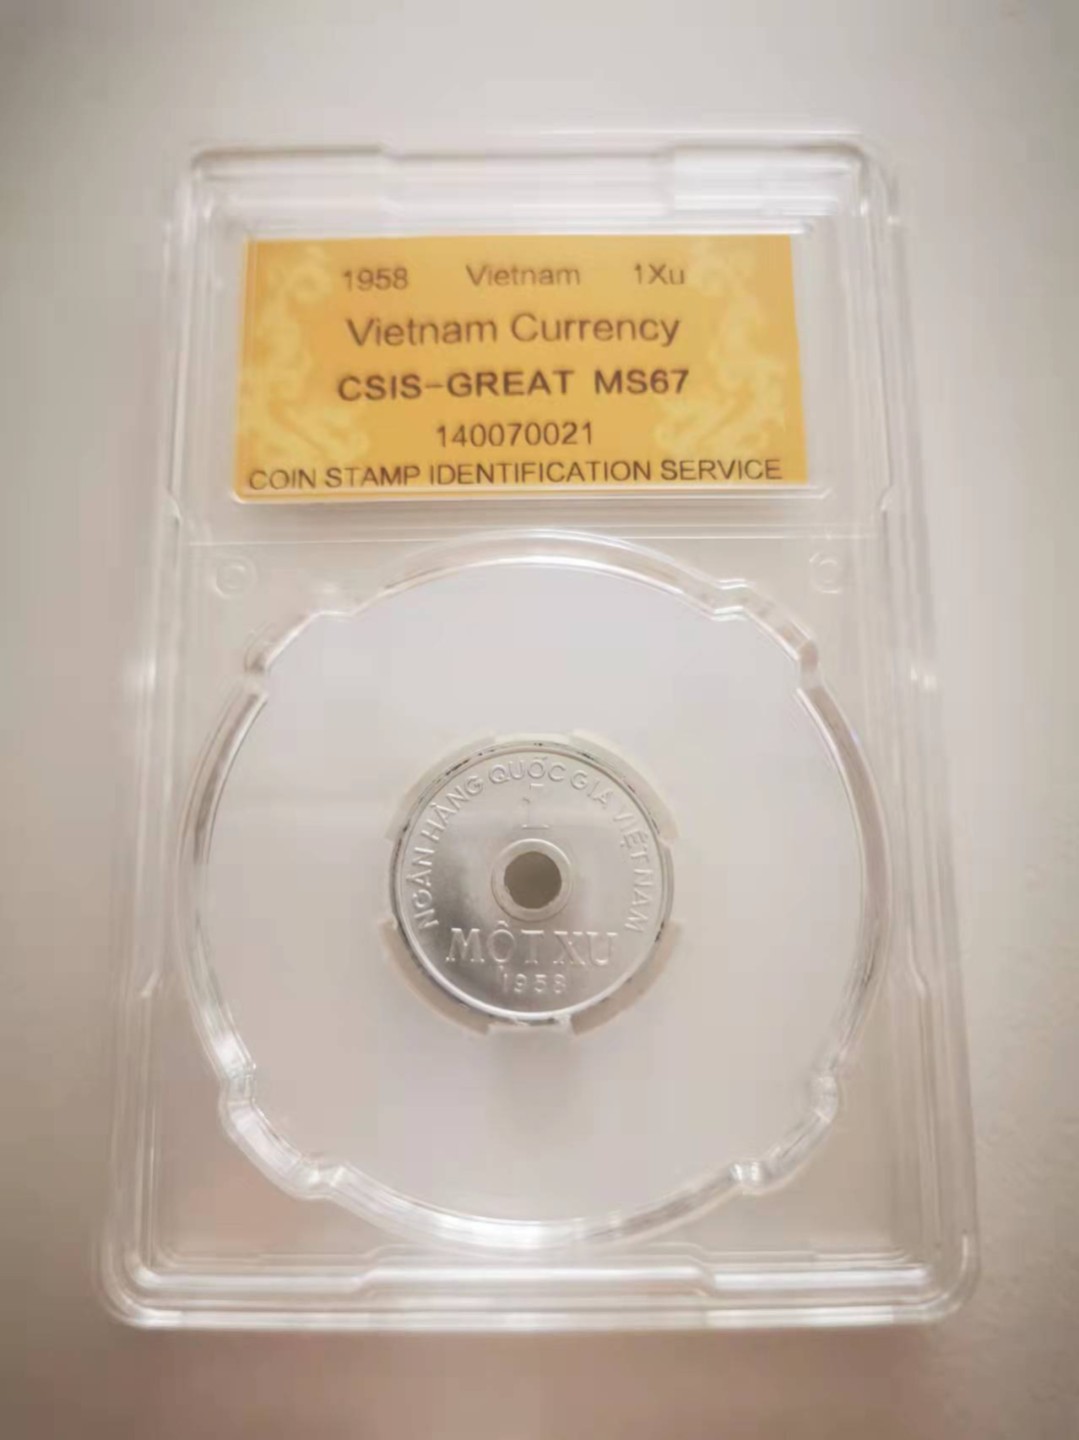 1958 Vietnam 1Xu
Vietnam Currency
CSIS-GREAT MS67
140070021
COIN STAMP IDENTIFICATION SERVICE
NGÂN HÀNG QUỐC GIA VIỆT NAM
1
MỘT XU
1958